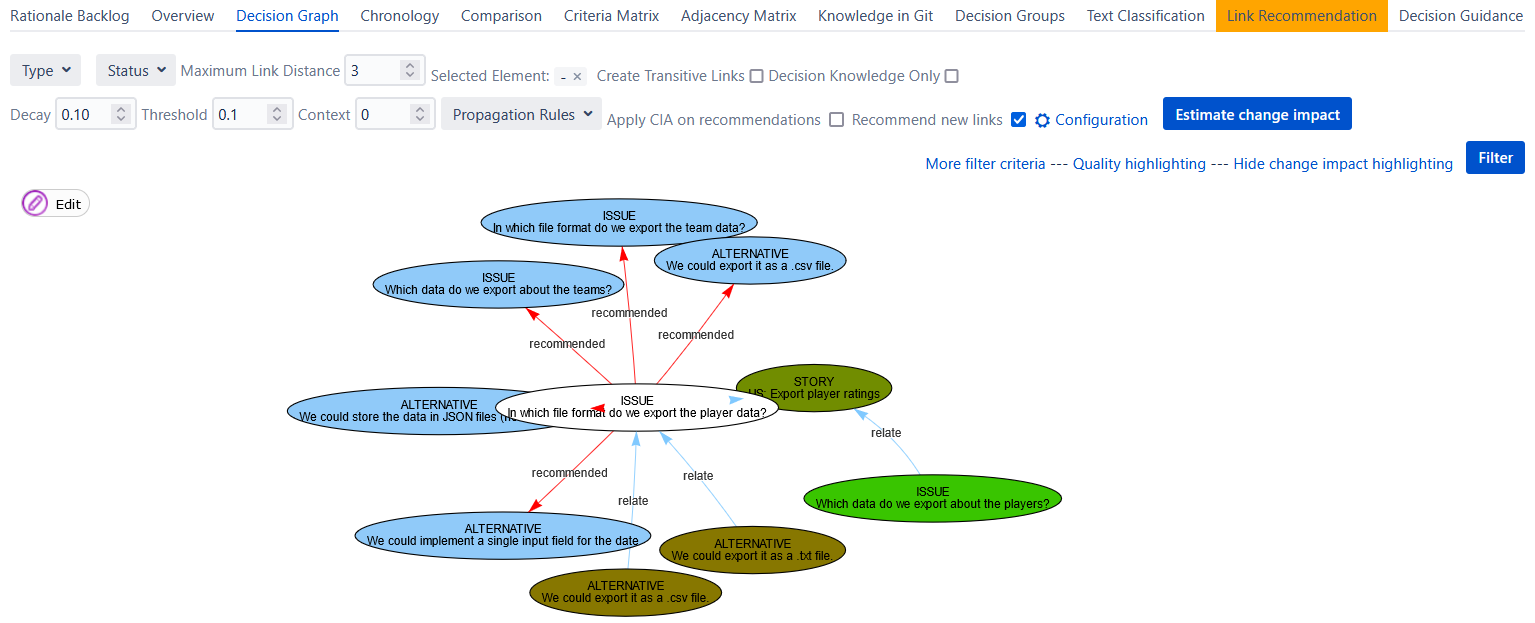 Rationale Backlog Overview Decision Graph Chronology Comparison Criteria Matrix Adjacency Matrix Knowledge in Git Decision Groups Text Classification Link Recommendation Decision Guidance
Type Status Maximum Link Distance 3 Selected Element: - × Create Transitive Links Decision Knowledge Only
Decay 0.10 Threshold 0.1 Context 0 Propagation Rules Apply CIA on recommendations Recommend new links Configuration Estimate change impact
More filter criteria --- Quality highlighting --- Hide change impact highlighting Filter
Edit
ISSUE
In which file format do we export the team data?
ALTERNATIVE
We could export it as a .csv file.
ISSUE
Which data do we export about the teams?
recommended
recommended
recommended
STORY
US: Export player ratings
ALTERNATIVE
We could store the data in JSON files
ISSUE
In which file format do we export the player data?
relate
recommended
relate
relate
ISSUE
Which data do we export about the players?
ALTERNATIVE
We could implement a single input field for the date
ALTERNATIVE
We could export it as a .txt file.
ALTERNATIVE
We could export it as a .csv file.